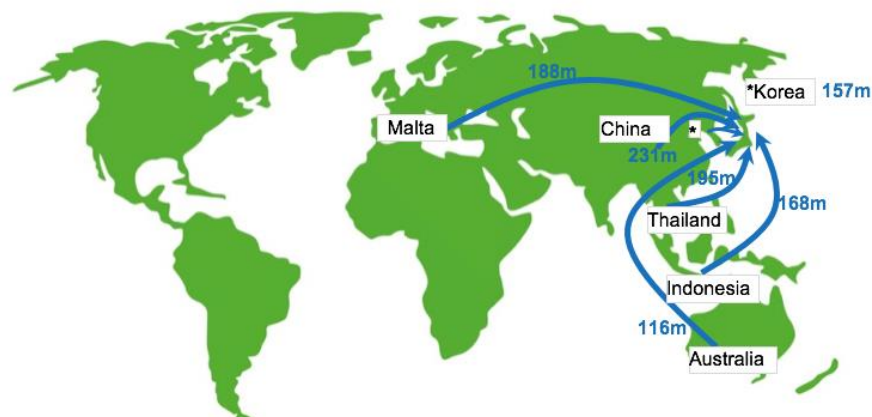 188m
*Korea 157m
Malta
China
*
231m
195m
168m
Thailand
Indonesia
116m
Australia